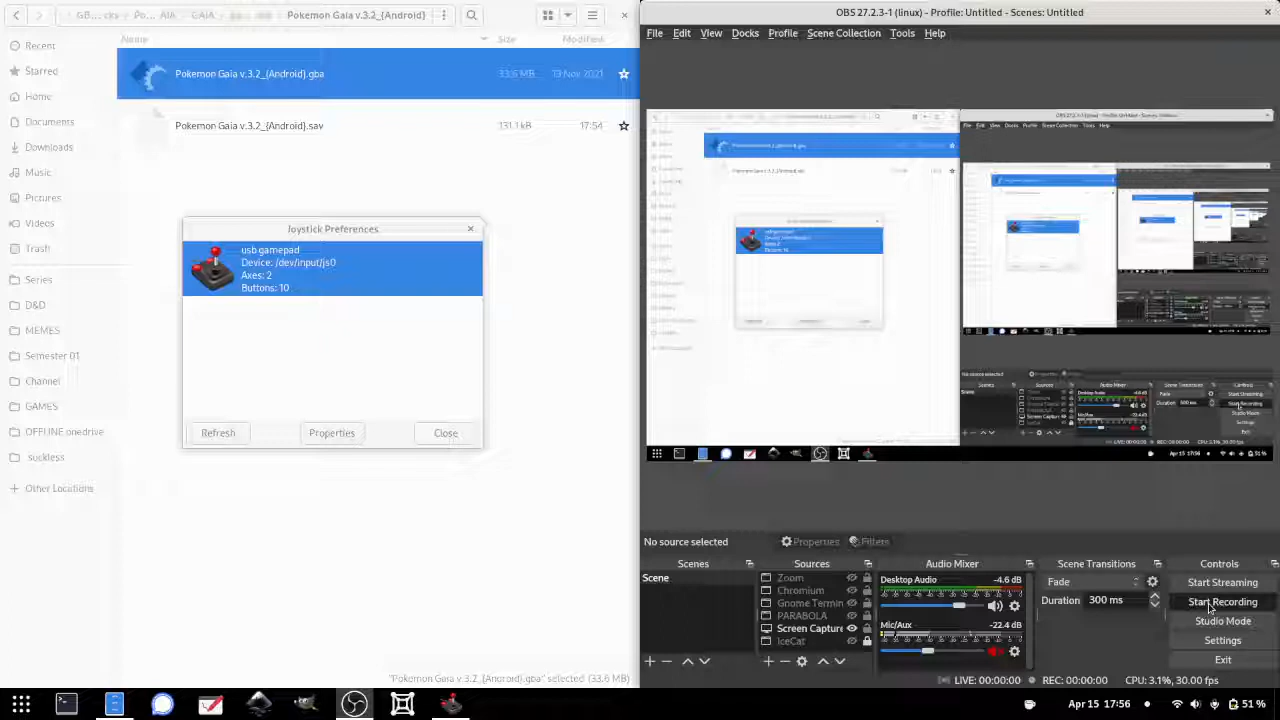 GB... cks Po... AIA GAIA Pokemon Gaia v.3.2_{Android}
Name Size Modified
Pokemon Gaia v.3.2_{Android}.gba 33.6 MB 13 Nov 2021
Pokemon Gaia v.3.2_{Android}.sav 131.1 kB 17:54
Recent
Starred
Home
Documents
Downloads
Music
Pictures
Videos
Trash
Series
D&D
MEMES
Semester 01
Channel
GAMES
OFFLINE onedrive
suckless
Other Locations
Joystick Preferences
usb gamepad
Device: /dev/input/js0
Axes: 2
Buttons: 10
Refresh Properties Close
"Pokemon Gaia v.3.2_{Android}.gba" selected (33.6 MB)
OBS 27.2.3-1 (linux) - Profile: Untitled - Scenes: Untitled
File Edit View Docks Profile Scene Collection Tools Help
No source selected Properties Filters
Scenes
Scene
Sources
Zoom
Chromium
Gnome Termin
PARABOLA
Screen Capture
IceCat
Audio Mixer
Desktop Audio -4.6 dB
Mic/Aux -22.4 dB
Scene Transitions
Fade
Duration 300 ms
Controls
Start Streaming
Start Recording
Studio Mode
Settings
Exit
LIVE: 00:00:00 REC: 00:00:00 CPU: 3.1%, 30.00 fps
Apr 15 17:56 51 %